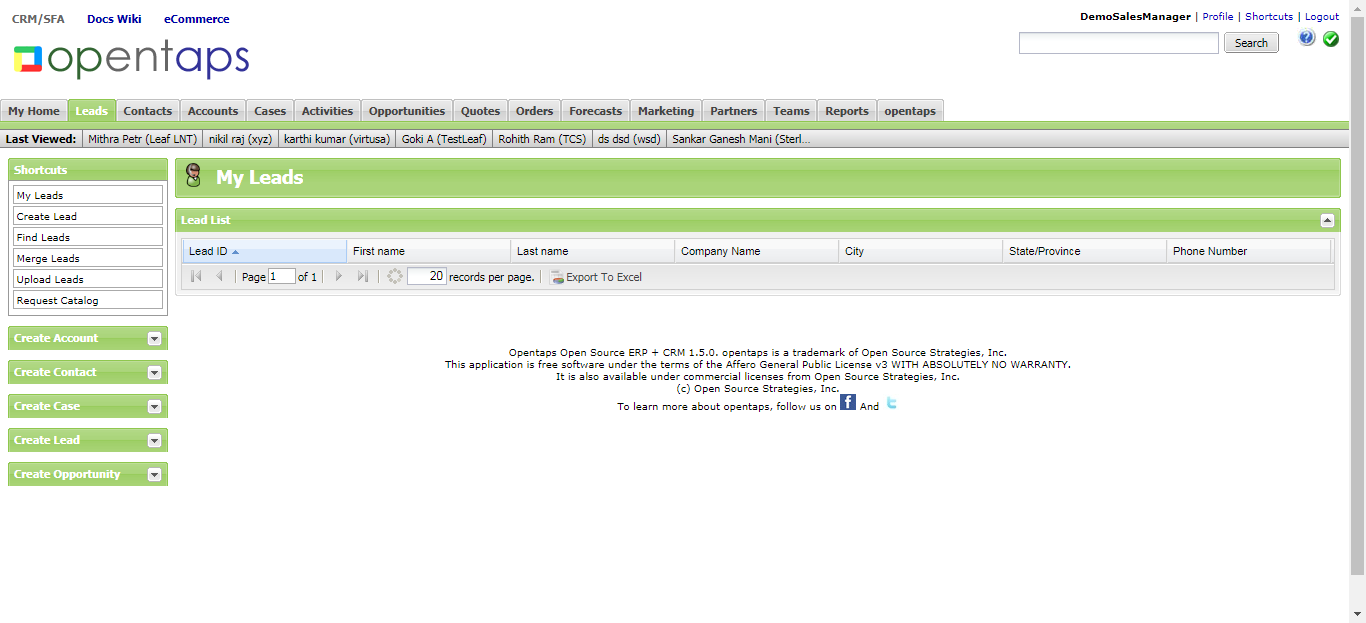 CRM/SFA Docs Wiki eCommerce
DemoSalesManager | Profile | Shortcuts | Logout
opentaps
Search
My Home Leads Contacts Accounts Cases Activities Opportunities Quotes Orders Forecasts Marketing Partners Teams Reports opentaps
Last Viewed: Mithra Petr (Leaf LNT) nikil raj (xyz) karthi kumar (virtusa) Goki A (TestLeaf) Rohith Ram (TCS) ds dsd (wsd) Sankar Ganesh Mani (Sterl...
Shortcuts
My Leads
Create Lead
Find Leads
Merge Leads
Upload Leads
Request Catalog
Create Account
Create Contact
Create Case
Create Lead
Create Opportunity
My Leads
Lead List
Lead ID First name Last name Company Name City State/Province Phone Number
Page 1 of 1 20 records per page. Export To Excel
Opentaps Open Source ERP + CRM 1.5.0. opentaps is a trademark of Open Source Strategies, Inc.
This application is free software under the terms of the Affero General Public License v3 WITH ABSOLUTELY NO WARRANTY.
It is also available under commercial licenses from Open Source Strategies, Inc.
(c) Open Source Strategies, Inc.
To learn more about opentaps, follow us on f And t